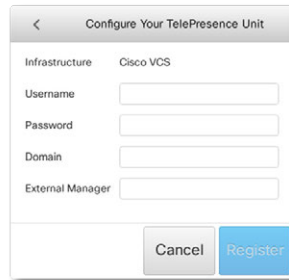 Configure Your TelePresence Unit
Infrastructure Cisco VCS
Username
Password
Domain
External Manager
Cancel Register